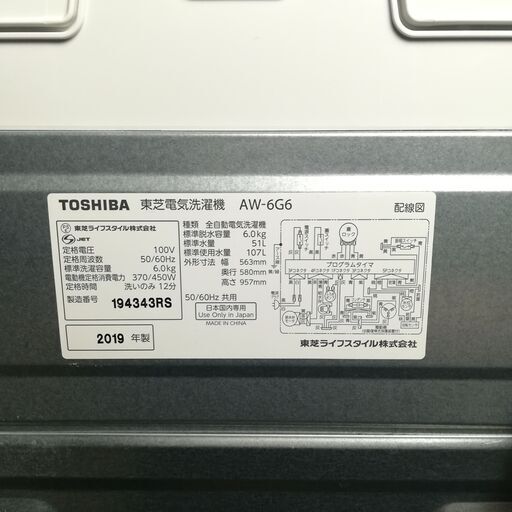 TOSHIBA 東芝電気洗濯機 AW-6G6
配線図
東芝ライフスタイル株式会社
JET
定格電圧 100V
定格周波数 50/60Hz
標準洗濯容量 6.0kg
電動機定格消費電力 370/450W
定格時間 洗いのみ 12分
製造番号 194343RS
2019 年製
種類 全自動電気洗濯機
標準脱水容量 6.0kg
標準水量 51L
標準使用水量 107L
外形寸法 幅 563mm
奥行 580mm
高さ 957mm
50/60Hz 共用
日本国内専用
Use Only in Japan
MADE IN CHINA
プログラムタイマ
東芝ライフスタイル株式会社